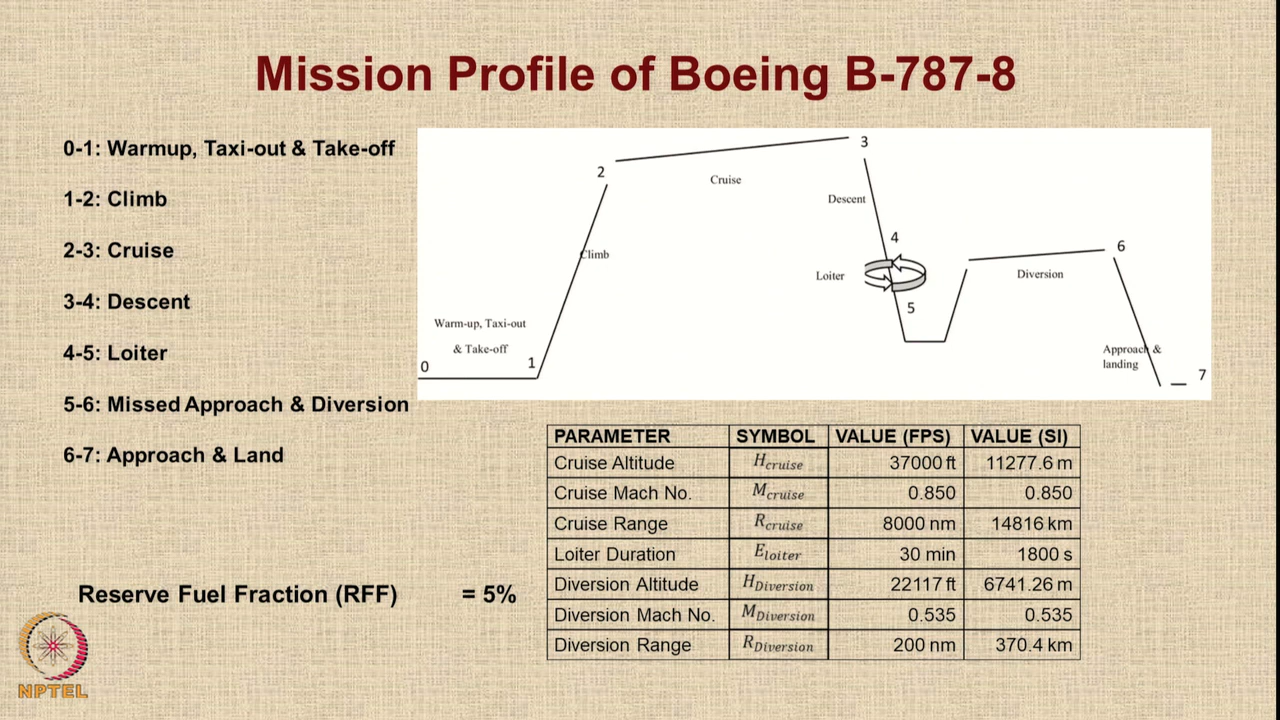 Mission Profile of Boeing B-787-8
0-1: Warmup, Taxi-out & Take-off
1-2: Climb
2-3: Cruise
3-4: Descent
4-5: Loiter
5-6: Missed Approach & Diversion
6-7: Approach & Land
Reserve Fuel Fraction (RFF) = 5%
0
Warm-up, Taxi-out
& Take-off
1
Climb
2
Cruise
3
Descent
4
Loiter
5
Diversion
6
Approach &
landing
7
PARAMETER SYMBOL VALUE (FPS) VALUE (SI)
Cruise Altitude H_cruise 37000 ft 11277.6 m
Cruise Mach No. M_cruise 0.850 0.850
Cruise Range R_cruise 8000 nm 14816 km
Loiter Duration E_loiter 30 min 1800 s
Diversion Altitude H_Diversion 22117 ft 6741.26 m
Diversion Mach No. M_Diversion 0.535 0.535
Diversion Range R_Diversion 200 nm 370.4 km
NPTEL